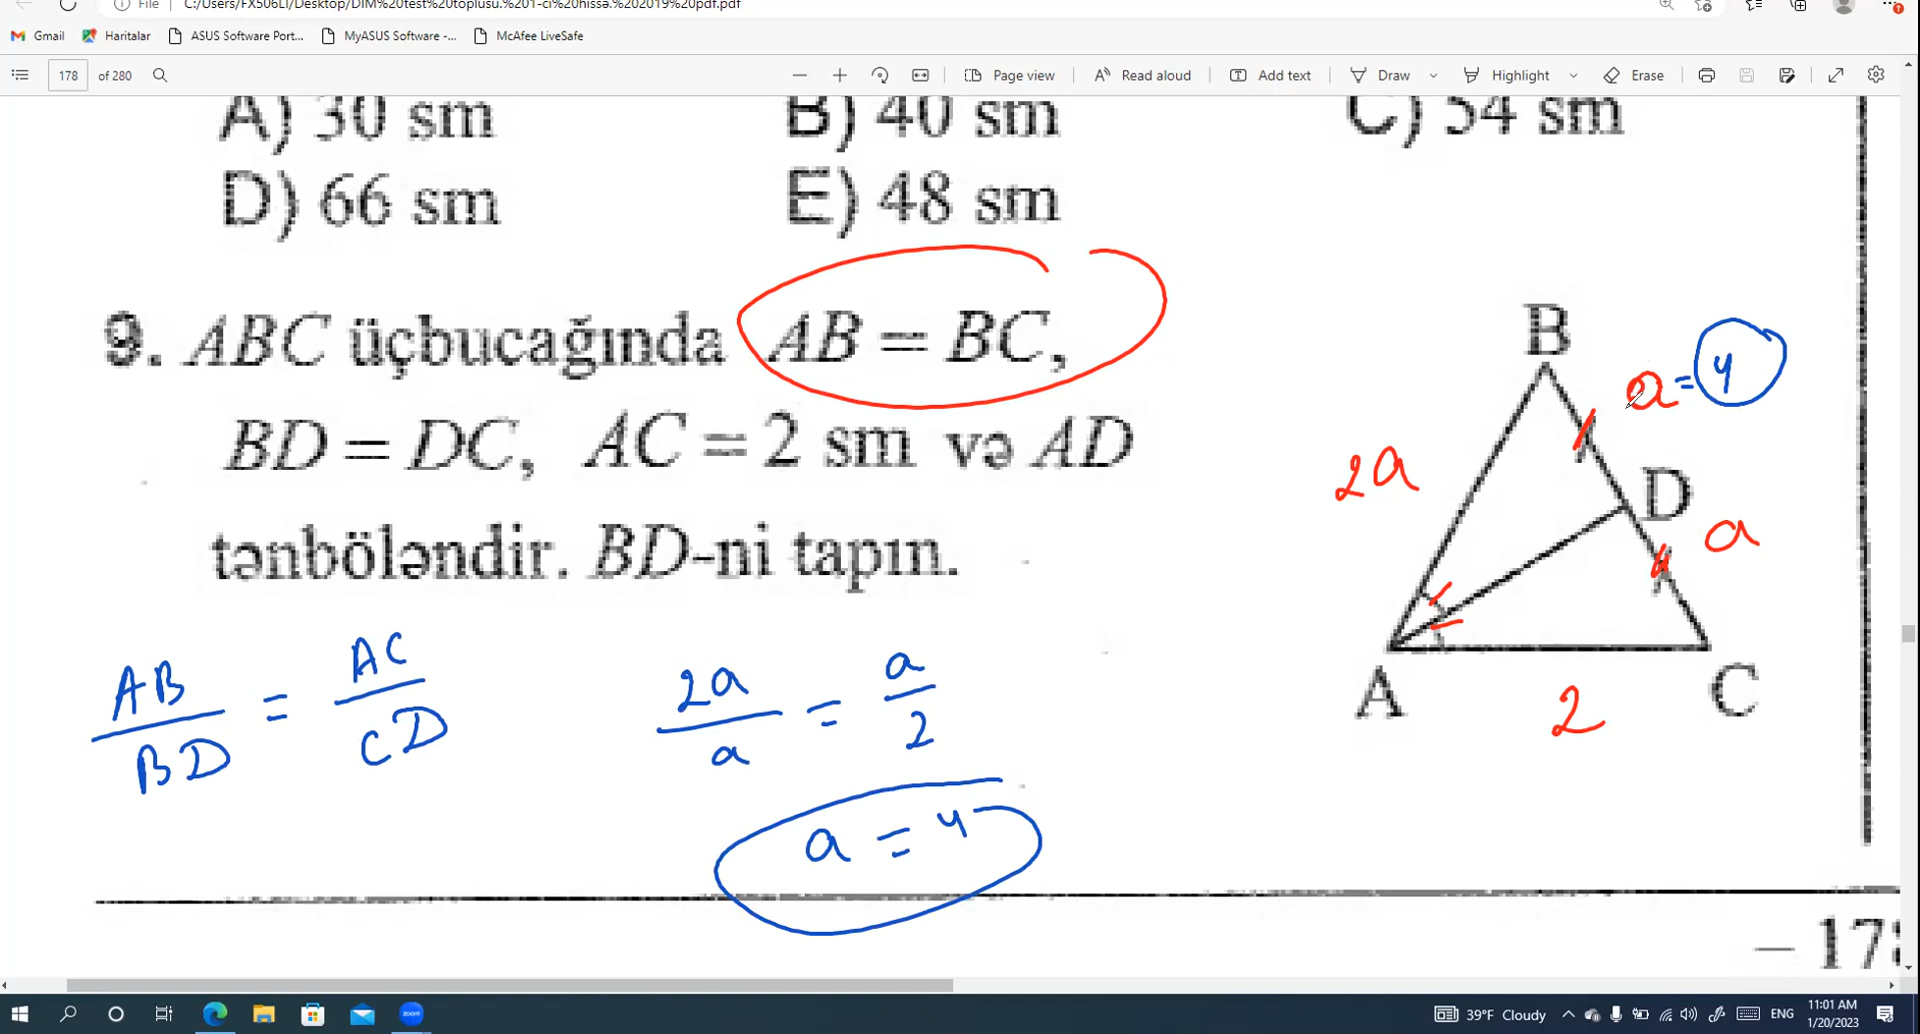 File C:/Users/FX506LI/Desktop/DIM%20test%20toplusu.%201-ci%20hissə.%202019%20pdf.pdf
Gmail Haritalar ASUS Software Port... MyASUS Software -... McAfee LiveSafe
178 of 280 Page view Read aloud Add text Draw Highlight Erase
A) 30 sm B) 40 sm C) 54 sm
D) 66 sm E) 48 sm
9. ABC üçbucağında AB = BC,
BD = DC, AC = 2 sm və AD
tənböləndir. BD-ni tapın.
B
a = 4
2a
D
a
A 2 C
AB/BD = AC/CD 2a/a = a/2
a = 4
– 178
zoom
39°F Cloudy ENG 11:01 AM
1/20/2023